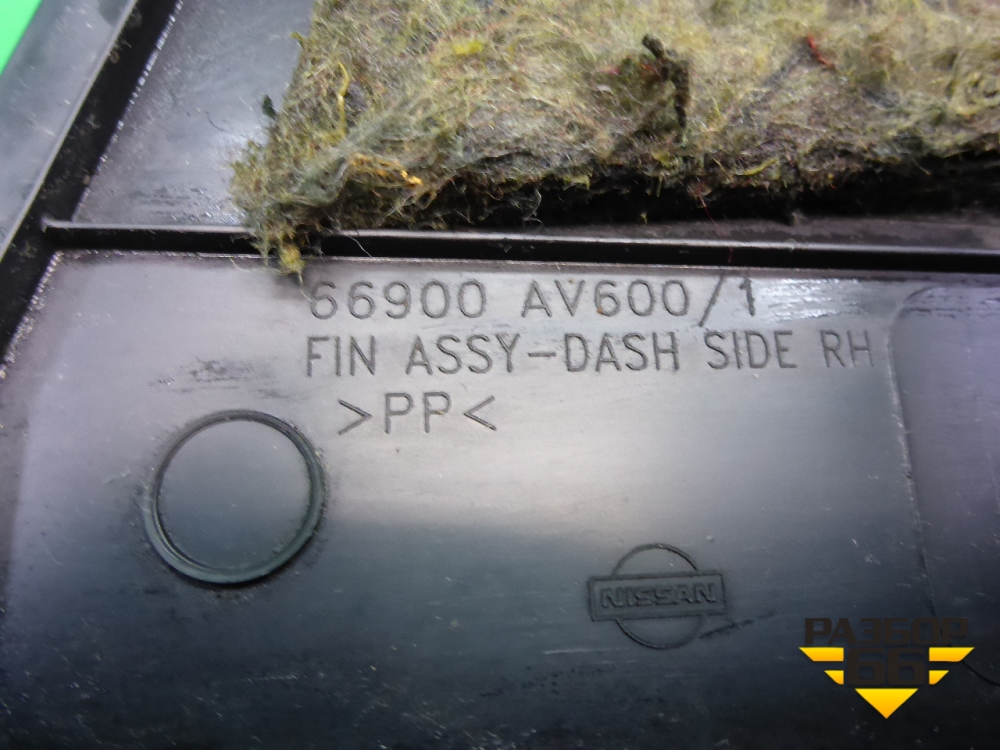 66900 AV600/1
FIN ASSY-DASH SIDE RH
>PP<
NISSAN
РАЗБОР
66